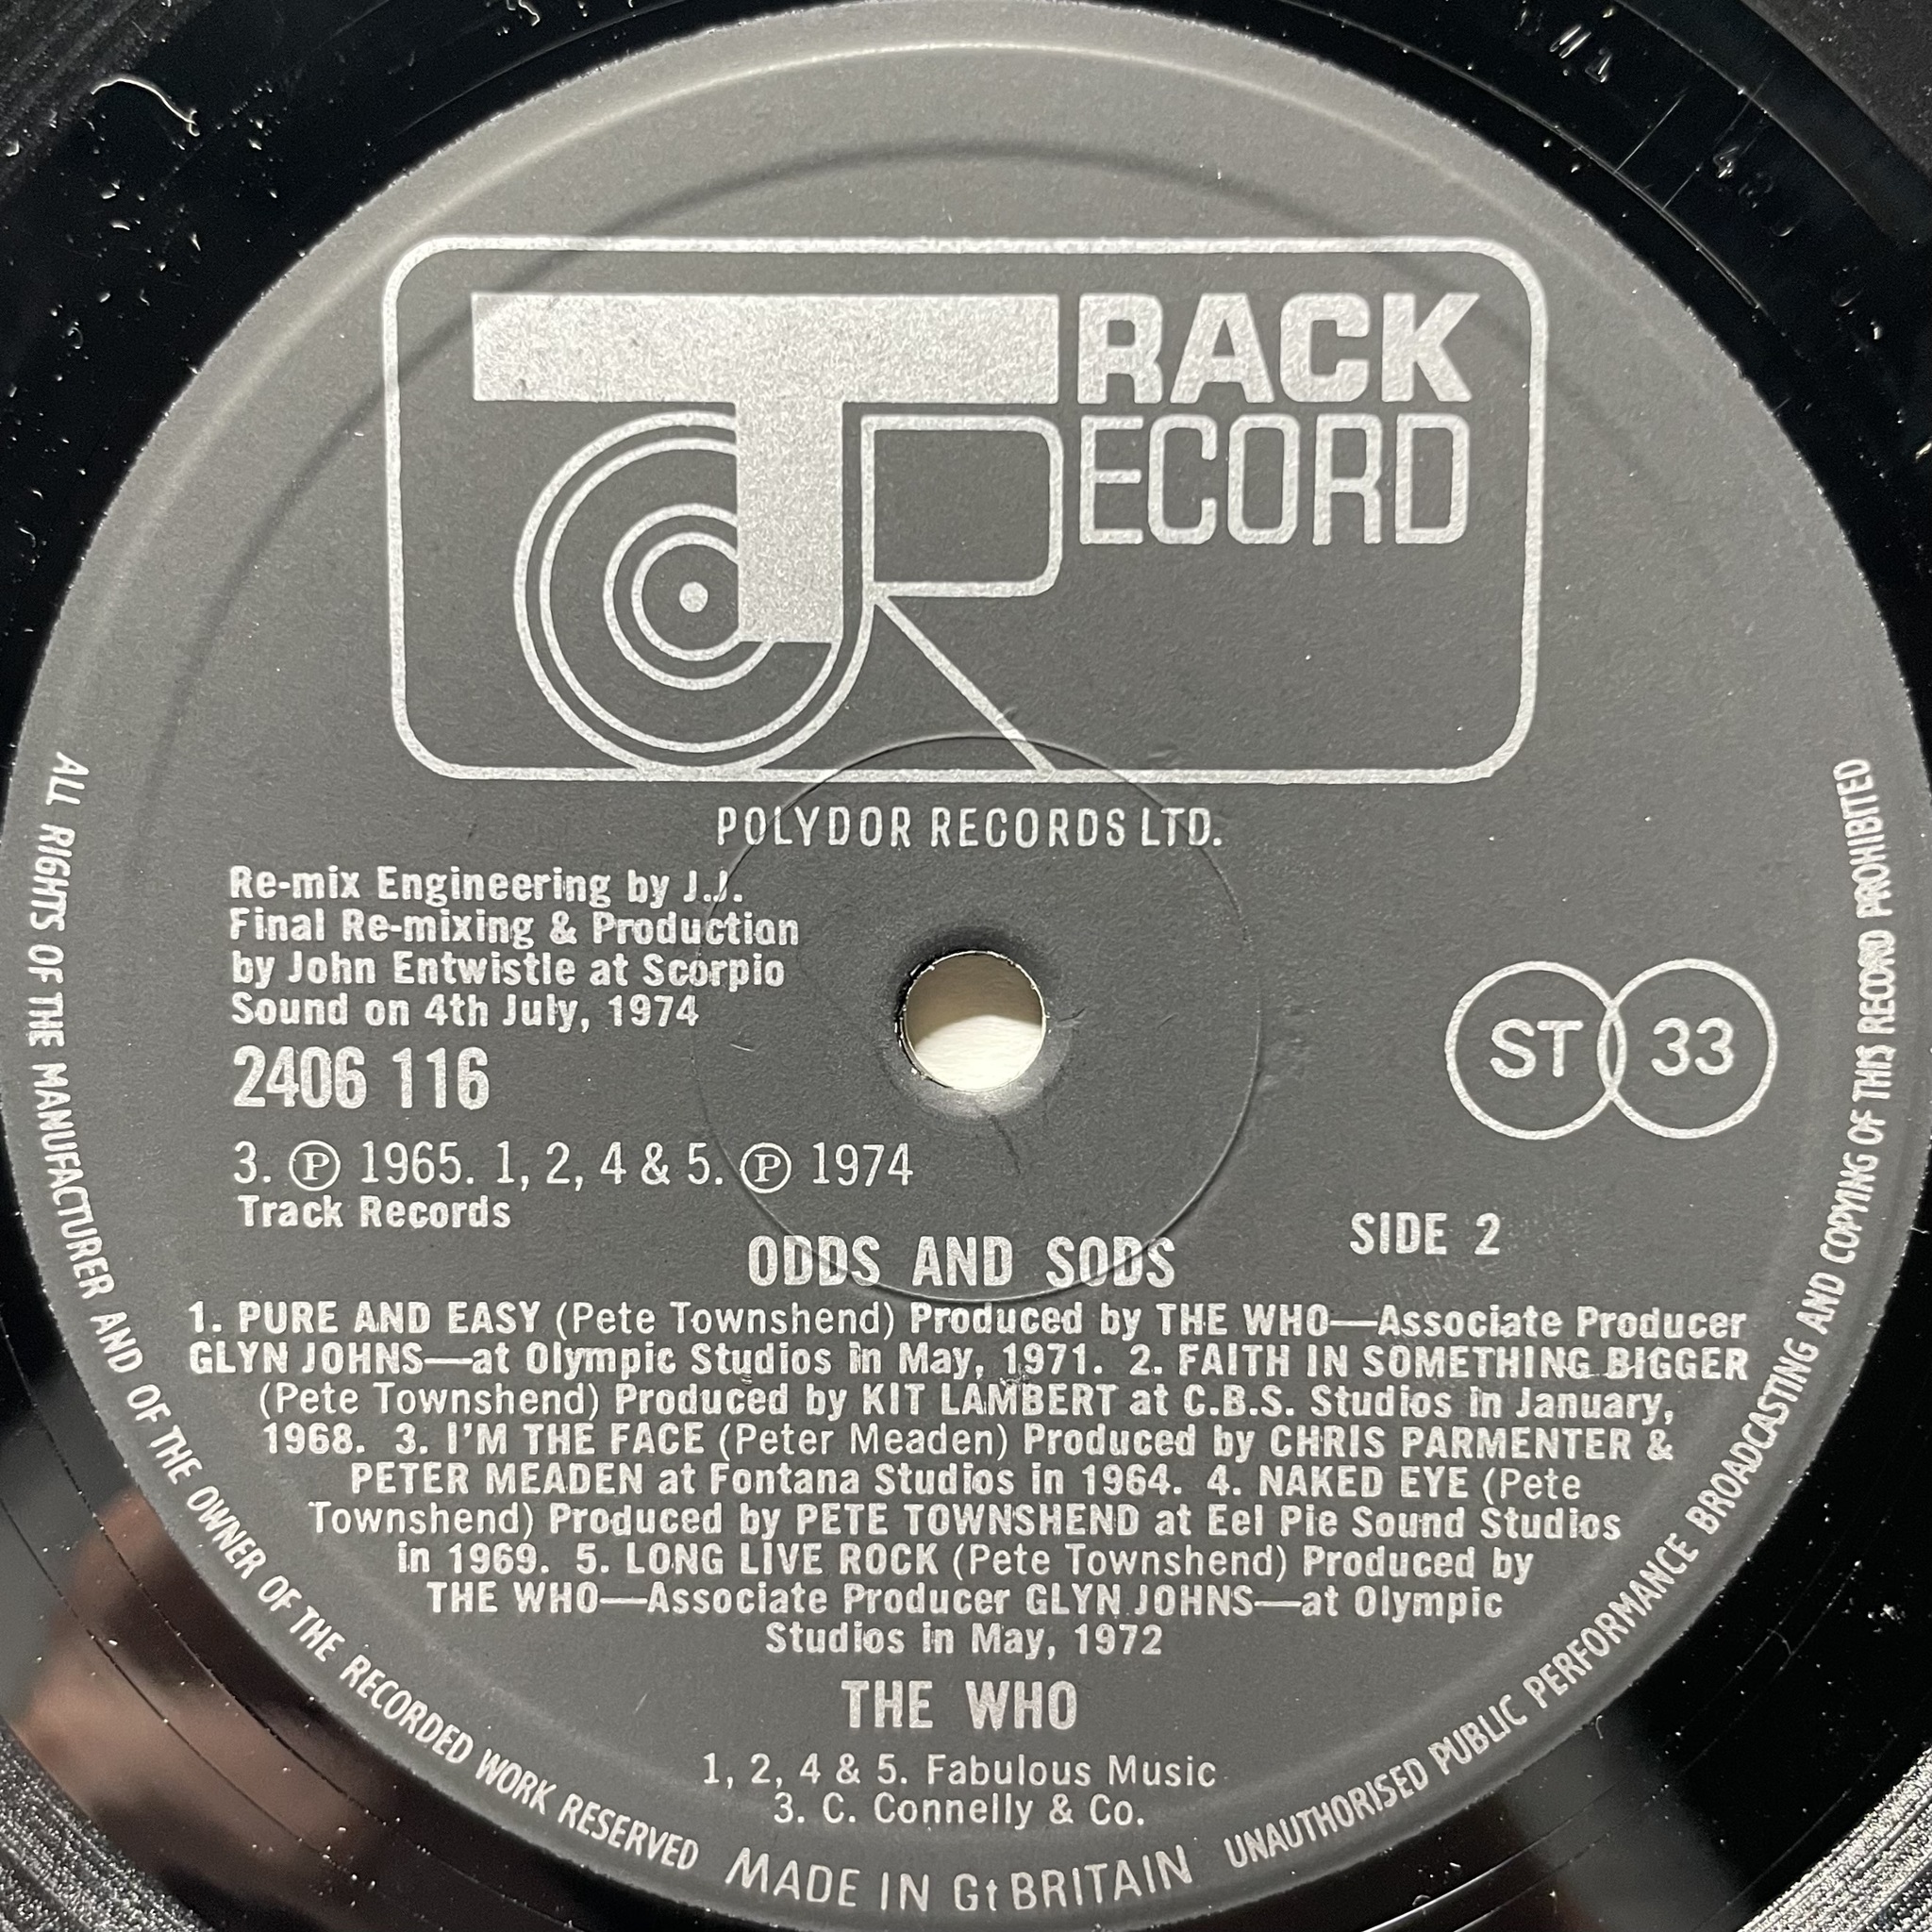 TRACK
RECORD
POLYDOR RECORDS LTD.
Re-mix Engineering by J.J.
Final Re-mixing & Production
by John Entwistle at Scorpio
Sound on 4th July, 1974
2406 116
ST 33
3. Ⓟ 1965. 1, 2, 4 & 5. Ⓟ 1974
Track Records
SIDE 2
ODDS AND SODS
1. PURE AND EASY (Pete Townshend) Produced by THE WHO—Associate Producer
GLYN JOHNS—at Olympic Studios in May, 1971. 2. FAITH IN SOMETHING BIGGER
(Pete Townshend) Produced by KIT LAMBERT at C.B.S. Studios in January,
1968. 3. I'M THE FACE (Peter Meaden) Produced by CHRIS PARMENTER &
PETER MEADEN at Fontana Studios in 1964. 4. NAKED EYE (Pete
Townshend) Produced by PETE TOWNSHEND at Eel Pie Sound Studios
in 1969. 5. LONG LIVE ROCK (Pete Townshend) Produced by
THE WHO—Associate Producer GLYN JOHNS—at Olympic
Studios in May, 1972
THE WHO
1, 2, 4 & 5. Fabulous Music
3. C. Connelly & Co.
ALL RIGHTS OF THE MANUFACTURER AND OF THE OWNER OF THE RECORDED WORK RESERVED
MADE IN Gt BRITAIN
UNAUTHORISED PUBLIC PERFORMANCE BROADCASTING AND COPYING OF THIS RECORD PROHIBITED